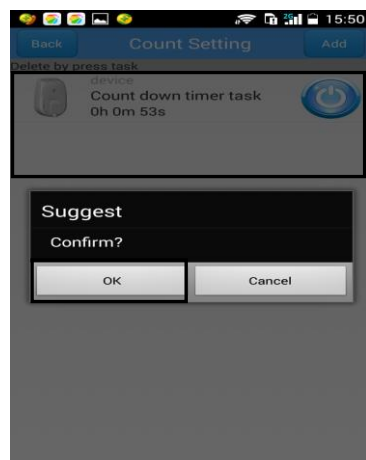 2G 15:50
Back Count Setting Add
Delete by press task
device
Count down timer task
0h 0m 53s
Suggest
Confirm?
OK Cancel